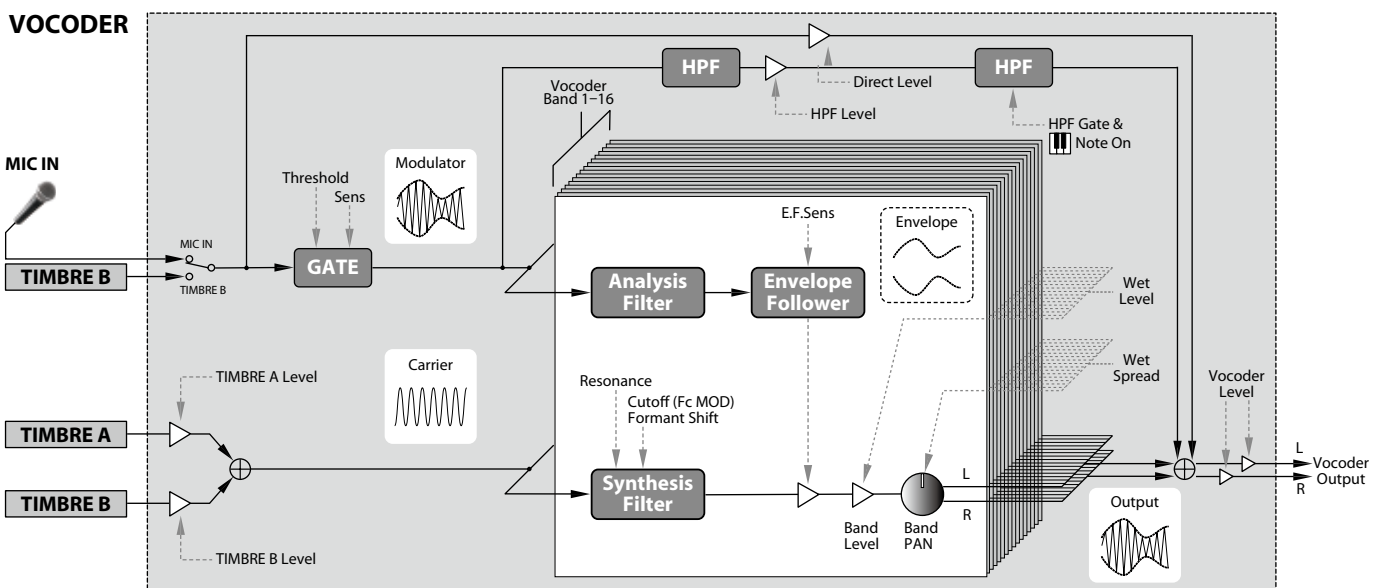 VOCODER
HPF
HPF
Direct Level
HPF Level
Vocoder
Band 1–16
HPF Gate &
Note On
MIC IN
Modulator
Threshold
Sens
E.F.Sens
Envelope
MIC IN
TIMBRE B
TIMBRE B
GATE
Analysis
Filter
Envelope
Follower
Wet
Level
Carrier
TIMBRE A Level
Resonance
Cutoff (Fc MOD)
Formant Shift
Wet
Spread
Vocoder
Level
TIMBRE A
TIMBRE B
Synthesis
Filter
L
R
L
R
Vocoder
Output
Band
Level
Band
PAN
Output
TIMBRE B Level